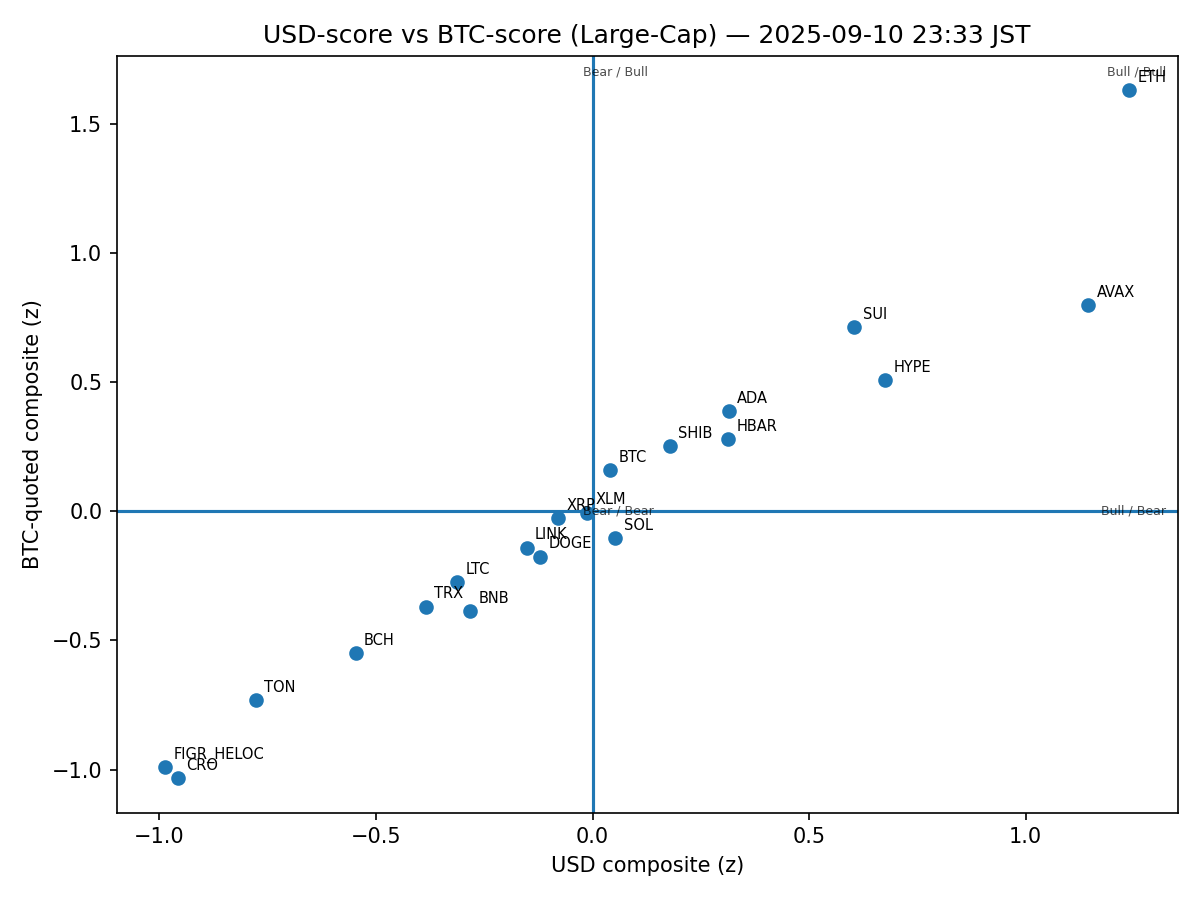 USD-score vs BTC-score (Large-Cap) — 2025-09-10 23:33 JST
Bear / Bull
Bull / Bull
ETH
1.5
AVAX
SUI
1.0
HYPE
0.5
ADA
HBAR
SHIB
BTC
XLM
XRP
0.0
Bear / Bear
Bull / Bear
SOL
LINK
DOGE
LTC
TRX
BNB
−0.5
BCH
TON
FIGR_HELOC
CRO
−1.0
BTC-quoted composite (z)
−1.0
−0.5
0.0
0.5
1.0
USD composite (z)